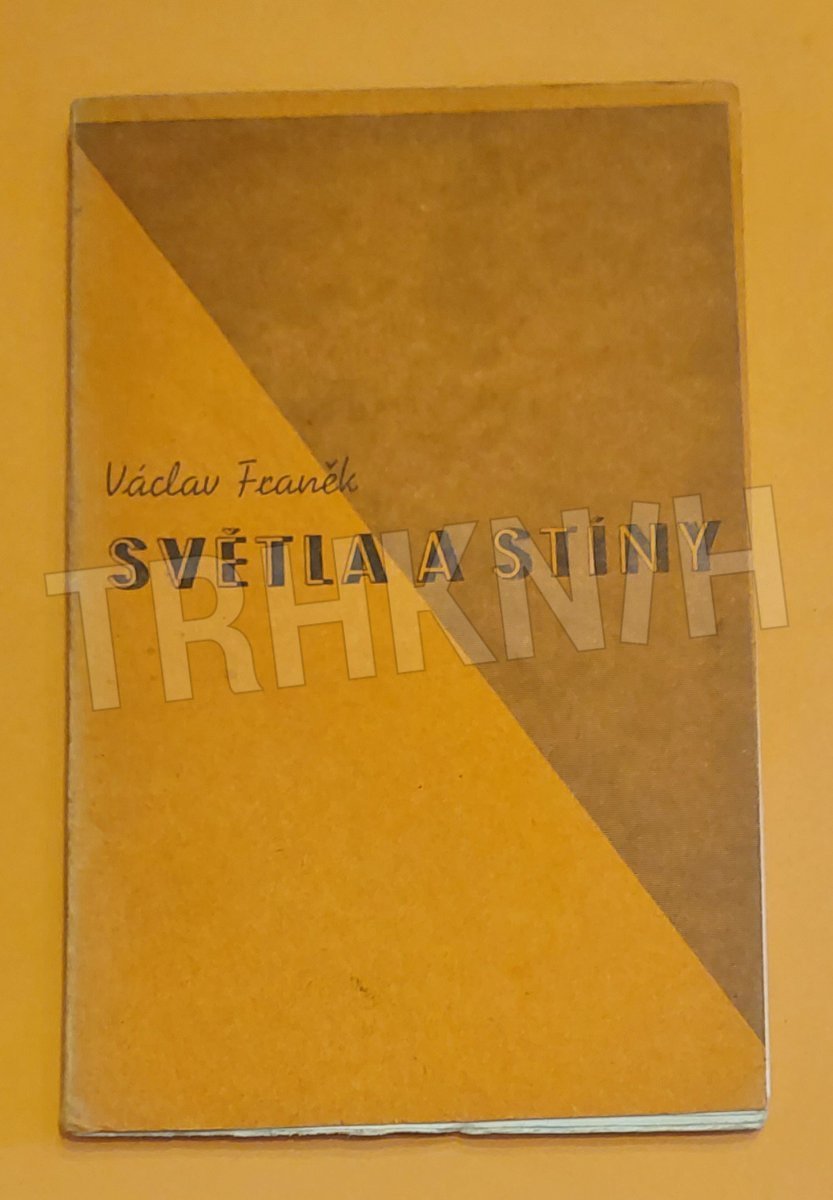 Václav Franěk
SVĚTLA A STÍNY
TRHKNIH